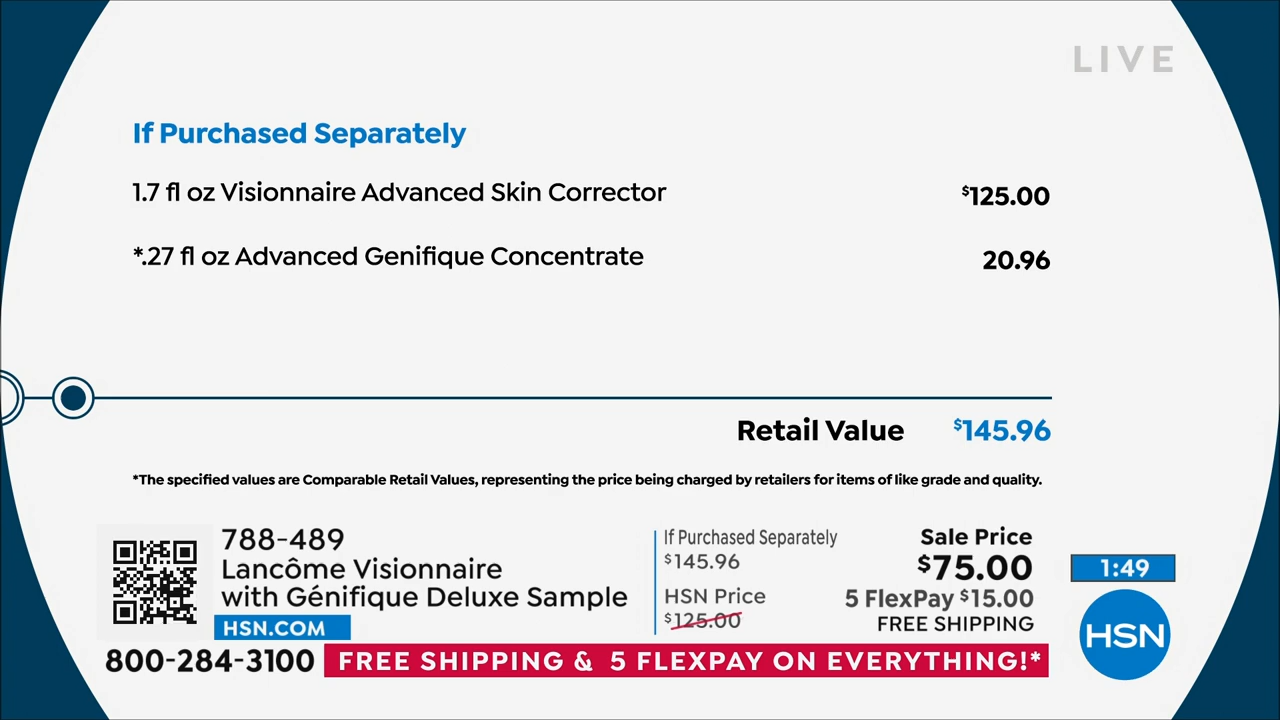 LIVE
If Purchased Separately
1.7 fl oz Visionnaire Advanced Skin Corrector $125.00
*.27 fl oz Advanced Genifique Concentrate 20.96
Retail Value $145.96
*The specified values are Comparable Retail Values, representing the price being charged by retailers for items of like grade and quality.
788-489
Lancôme Visionnaire
with Génifique Deluxe Sample
HSN.COM
If Purchased Separately
$145.96
HSN Price
$125.00
Sale Price
$75.00
5 FlexPay $15.00
FREE SHIPPING
1:49
HSN
800-284-3100 FREE SHIPPING & 5 FLEXPAY ON EVERYTHING!*